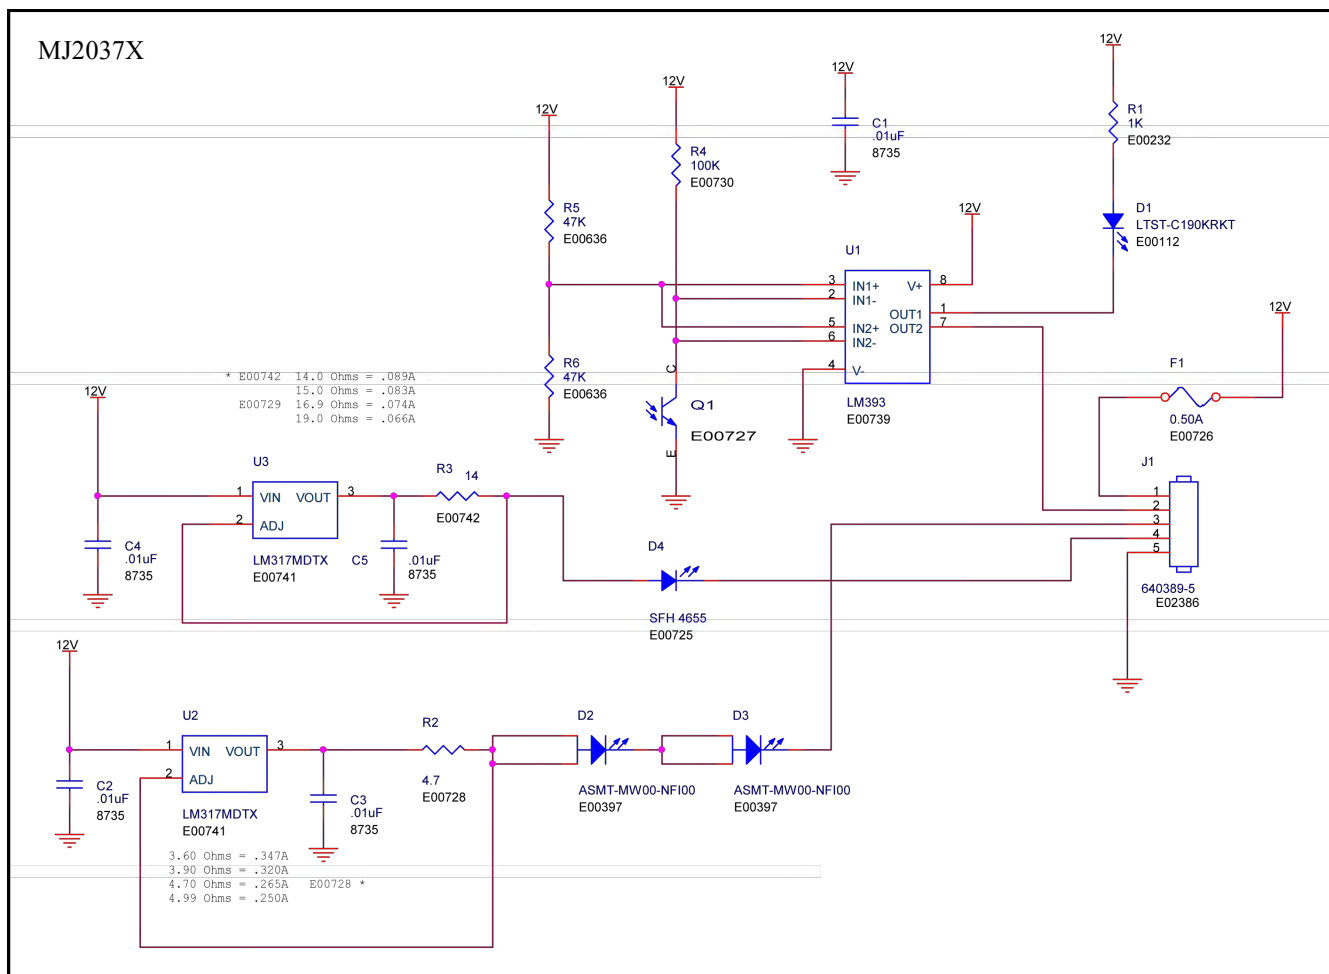 MJ2037X
12V
R1
1K
E00232
12V
C1
.01uF
8735
12V
R4
100K
E00730
12V
R5
47K
E00636
D1
LTST-C190KRKT
E00112
12V
U1
3 IN1+ V+ 8
2 IN1-
OUT1 1
5 IN2+ OUT2 7
6 IN2-
4 V-
LM393
E00739
R6
47K
E00636
C
Q1
E00727
E
12V
F1
0.50A
E00726
J1
1
2
3
4
5
640389-5
E02386
* E00742 14.0 Ohms = .089A
15.0 Ohms = .083A
E00729 16.9 Ohms = .074A
19.0 Ohms = .066A
12V
U3
1 VIN VOUT 3
2 ADJ
LM317MDTX
E00741
R3
14
E00742
C4
.01uF
8735
C5
.01uF
8735
D4
SFH 4655
E00725
12V
U2
1 VIN VOUT 3
2 ADJ
LM317MDTX
E00741
R2
4.7
E00728
C2
.01uF
8735
C3
.01uF
8735
D2
ASMT-MW00-NFI00
E00397
D3
ASMT-MW00-NFI00
E00397
3.60 Ohms = .347A
3.90 Ohms = .320A
4.70 Ohms = .265A E00728 *
4.99 Ohms = .250A